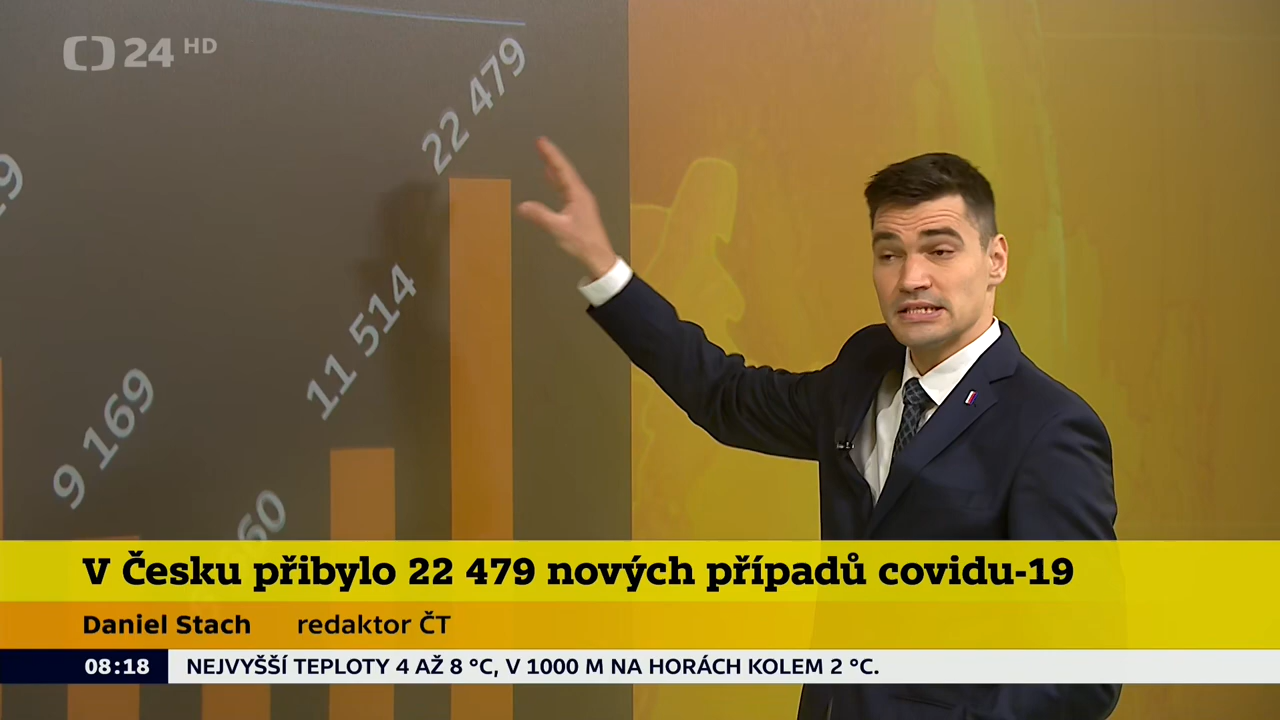 24 HD
22 479
11 514
9 169
V Česku přibylo 22 479 nových případů covidu-19
Daniel Stach redaktor ČT
08:18 NEJVYŠŠÍ TEPLOTY 4 AŽ 8 °C, V 1000 M NA HORÁCH KOLEM 2 °C.